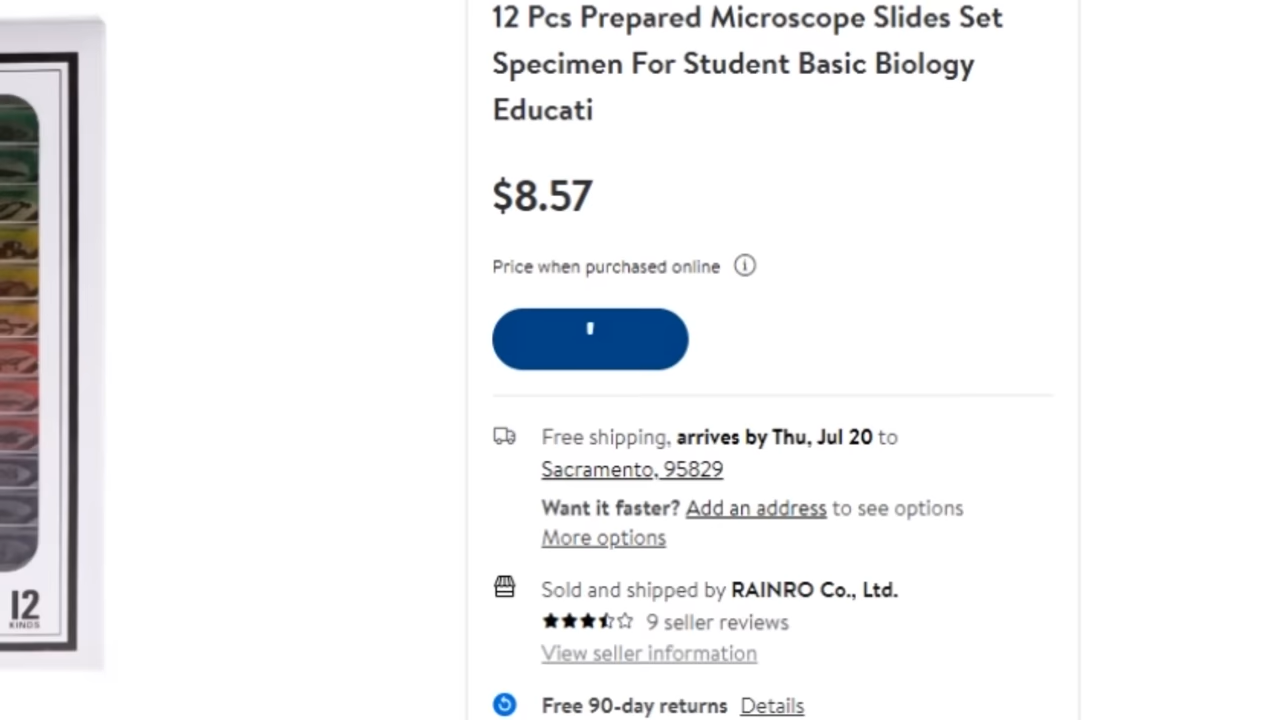 12 Pcs Prepared Microscope Slides Set
Specimen For Student Basic Biology
Educati
$8.57
Price when purchased online
Free shipping, arrives by Thu, Jul 20 to
Sacramento, 95829
Want it faster? Add an address to see options
More options
Sold and shipped by RAINRO Co., Ltd.
9 seller reviews
View seller information
Free 90-day returns Details
12
KINDS